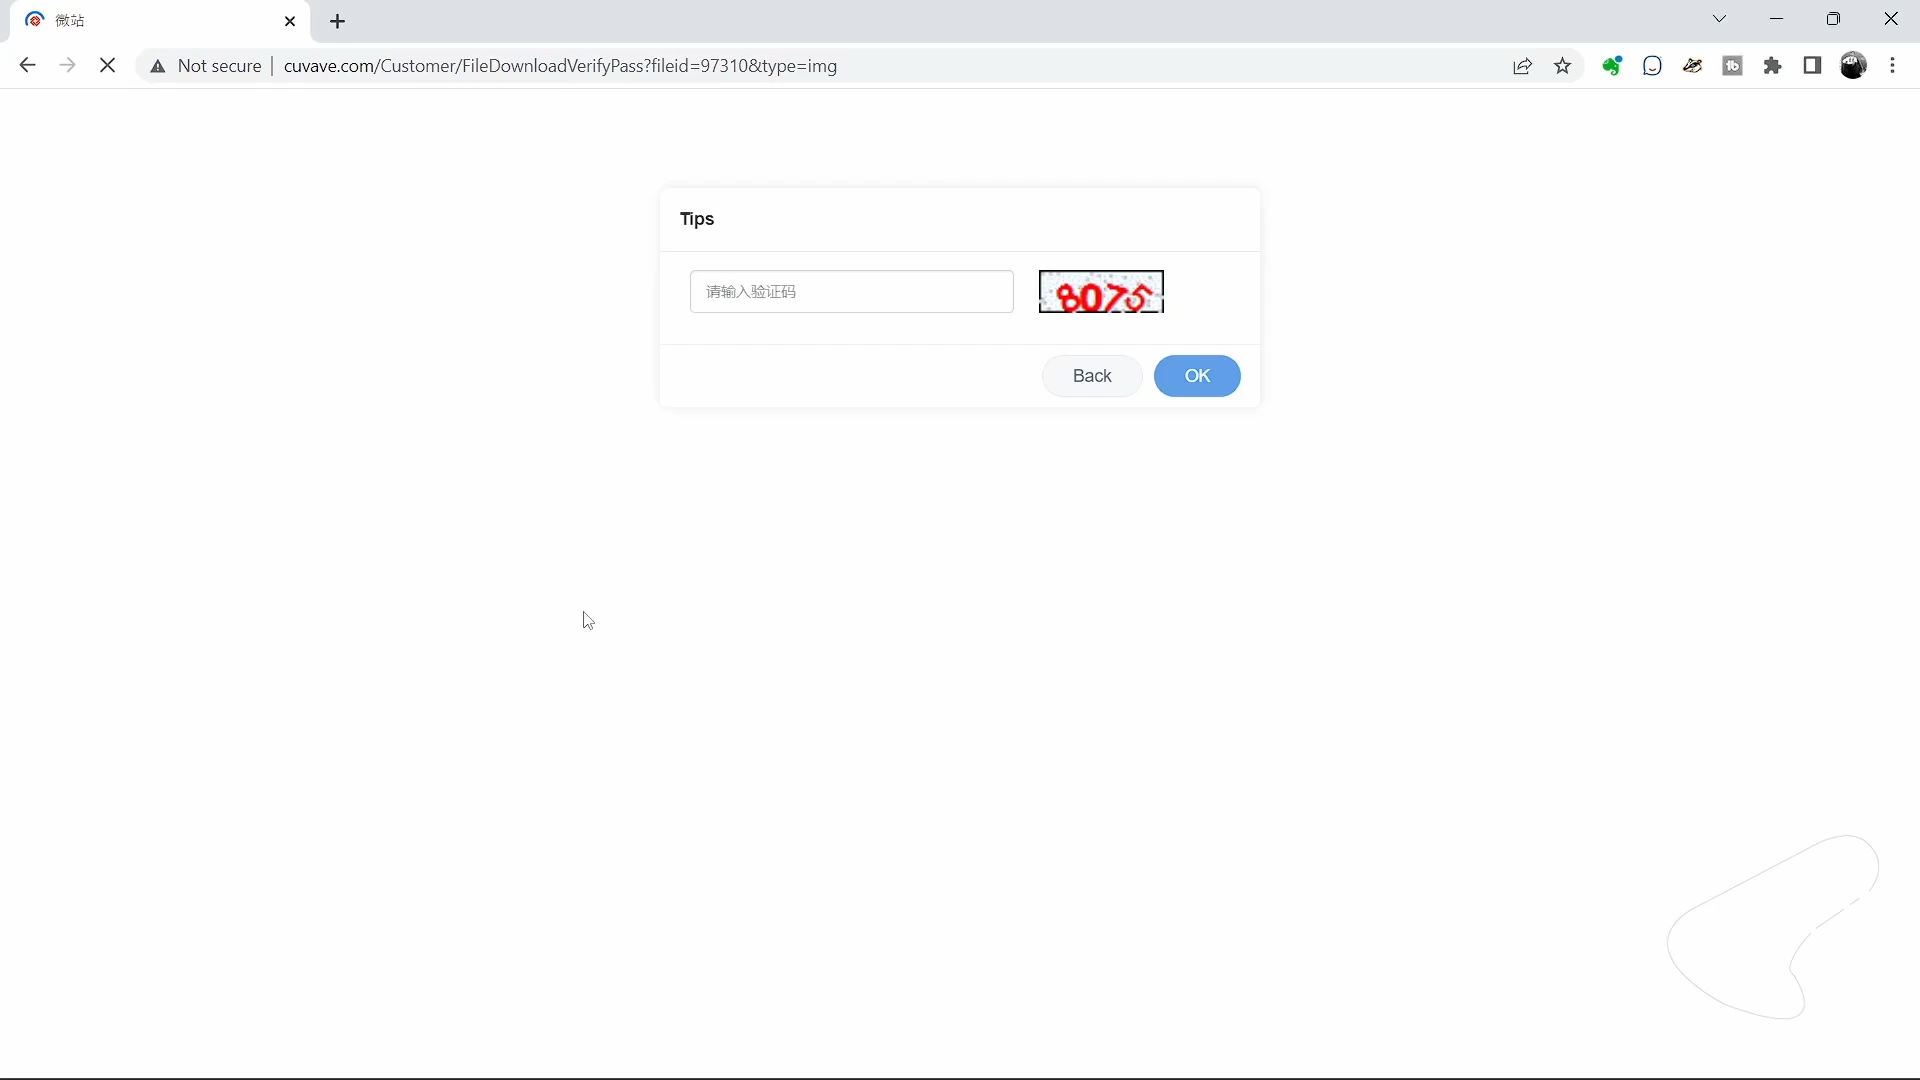 微站
Not secure
cuvave.com/Customer/FileDownloadVerifyPass?fileid=97310&type=img
Tips
请输入验证码
8075
Back
OK